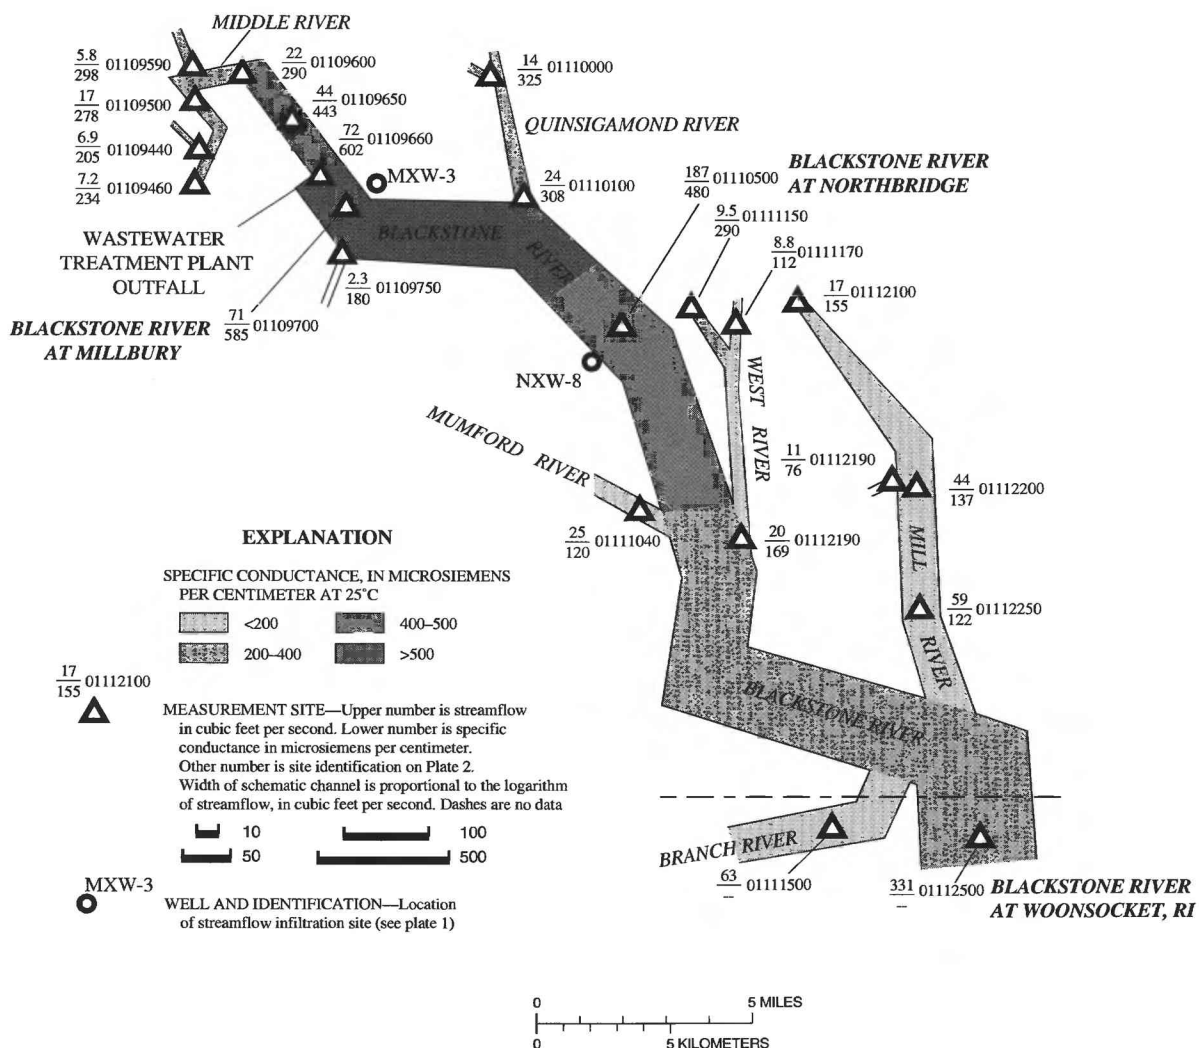 MIDDLE RIVER
5.8
298 01109590
22
290 01109600
14
325 01110000
17
278 01109500
44
443 01109650
QUINSIGAMOND RIVER
6.9
205 01109440
72
602 01109660
7.2
234 01109460
MXW-3
24
308 01110100
187
480 01110500
BLACKSTONE RIVER
AT NORTHBRIDGE
9.5
290 01111150
8.8
112 01111170
17
155 01112100
WASTEWATER
TREATMENT PLANT
OUTFALL
BLACKSTONE
RIVER
2.3
180 01109750
BLACKSTONE RIVER
AT MILLBURY
71
585 01109700
NXW-8
WEST
RIVER
MUMFORD RIVER
11
76 01112190
44
137 01112200
25
120 01111040
20
169 01112190
MILL
RIVER
59
122 01112250
BLACKSTONE RIVER
BRANCH RIVER
63
-- 01111500
331
-- 01112500
BLACKSTONE RIVER
AT WOONSOCKET, RI
EXPLANATION
SPECIFIC CONDUCTANCE, IN MICROSIEMENS
PER CENTIMETER AT 25°C
<200
400–500
200–400
>500
17
155 01112100
MEASUREMENT SITE—Upper number is streamflow
in cubic feet per second. Lower number is specific
conductance in microsiemens per centimeter.
Other number is site identification on Plate 2.
Width of schematic channel is proportional to the logarithm
of streamflow, in cubic feet per second. Dashes are no data
10
100
50
500
MXW-3
WELL AND IDENTIFICATION—Location
of streamflow infiltration site (see plate 1)
0 5 MILES
0 5 KILOMETERS